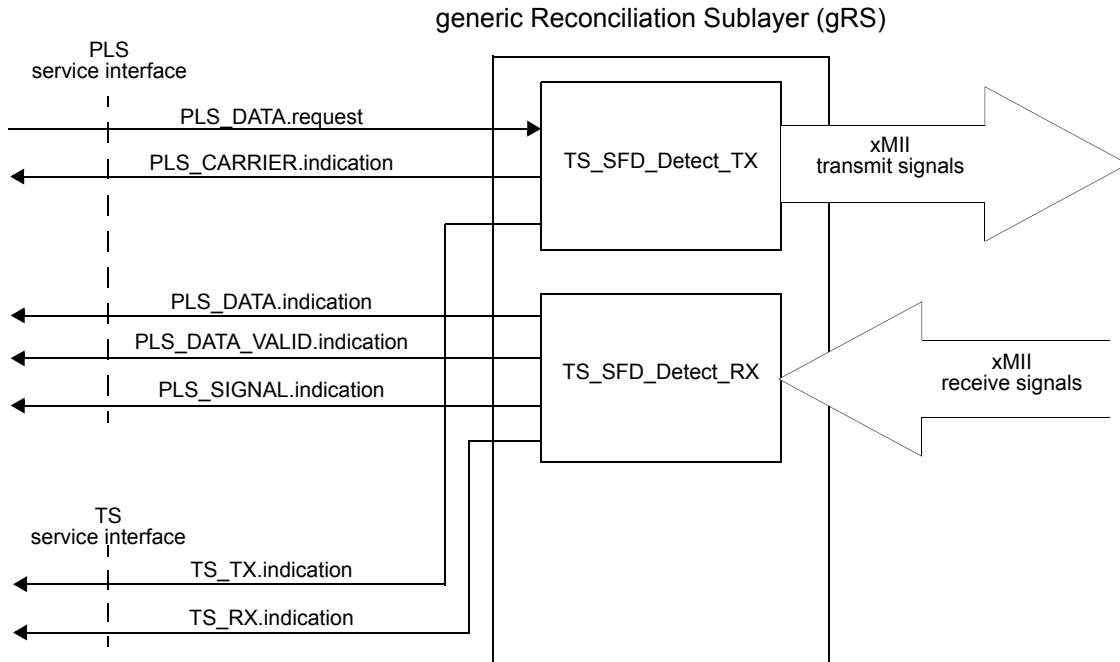 generic Reconciliation Sublayer (gRS)
PLS
service interface
PLS_DATA.request
PLS_CARRIER.indication
TS_SFD_Detect_TX
xMII
transmit signals
PLS_DATA.indication
PLS_DATA_VALID.indication
PLS_SIGNAL.indication
TS_SFD_Detect_RX
xMII
receive signals
TS
service interface
TS_TX.indication
TS_RX.indication